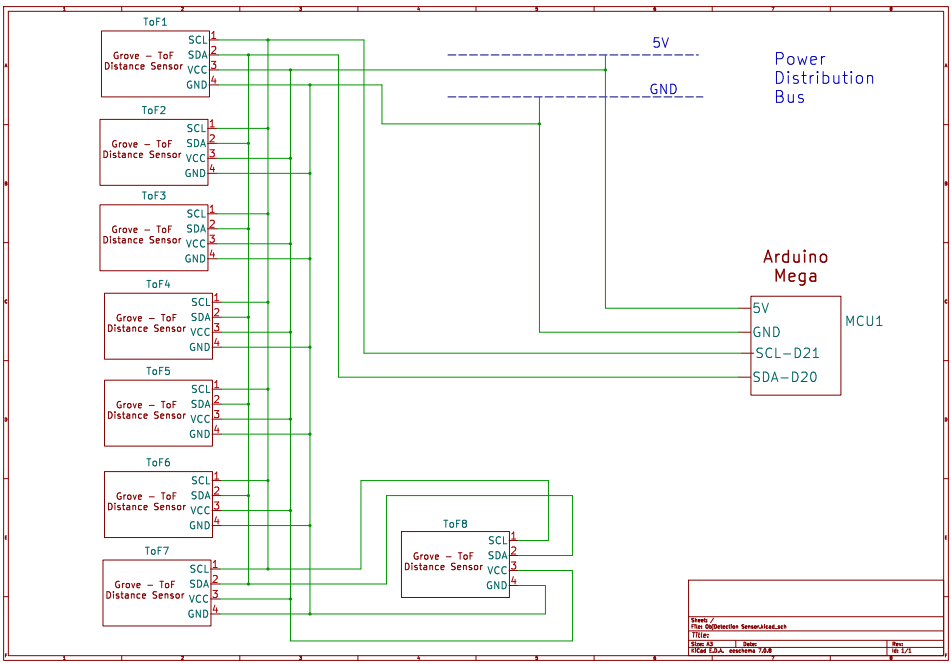 ToF1
Grove - ToF
Distance Sensor
SCL 1
SDA 2
VCC 3
GND 4
ToF2
Grove - ToF
Distance Sensor
SCL 1
SDA 2
VCC 3
GND 4
ToF3
Grove - ToF
Distance Sensor
SCL 1
SDA 2
VCC 3
GND 4
ToF4
Grove - ToF
Distance Sensor
SCL 1
SDA 2
VCC 3
GND 4
ToF5
Grove - ToF
Distance Sensor
SCL 1
SDA 2
VCC 3
GND 4
ToF6
Grove - ToF
Distance Sensor
SCL 1
SDA 2
VCC 3
GND 4
ToF7
Grove - ToF
Distance Sensor
SCL 1
SDA 2
VCC 3
GND 4
ToF8
Grove - ToF
Distance Sensor
SCL 1
SDA 2
VCC 3
GND 4
5V
GND
Power
Distribution
Bus
Arduino
Mega
5V
GND
SCL-D21
SDA-D20
MCU1
Sheet: /
File: ObjDetection Sensor.kicad_sch
Title:
Size: A3 Date: Rev:
KiCad E.D.A. eeschema 7.0.8 Id: 1/1